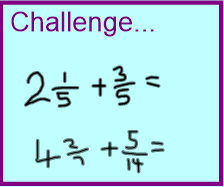 Challenge...
2 1/5 + 3/5 =
4 2/7 + 5/14 =